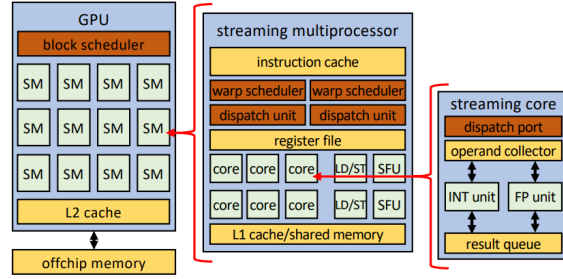 GPU
block scheduler
SM SM SM SM
SM SM SM SM
SM SM SM SM
L2 cache
offchip memory
streaming multiprocessor
instruction cache
warp scheduler warp scheduler
dispatch unit dispatch unit
register file
core core core LD/ST SFU
core core core LD/ST SFU
L1 cache/shared memory
streaming core
dispatch port
operand collector
INT unit FP unit
result queue